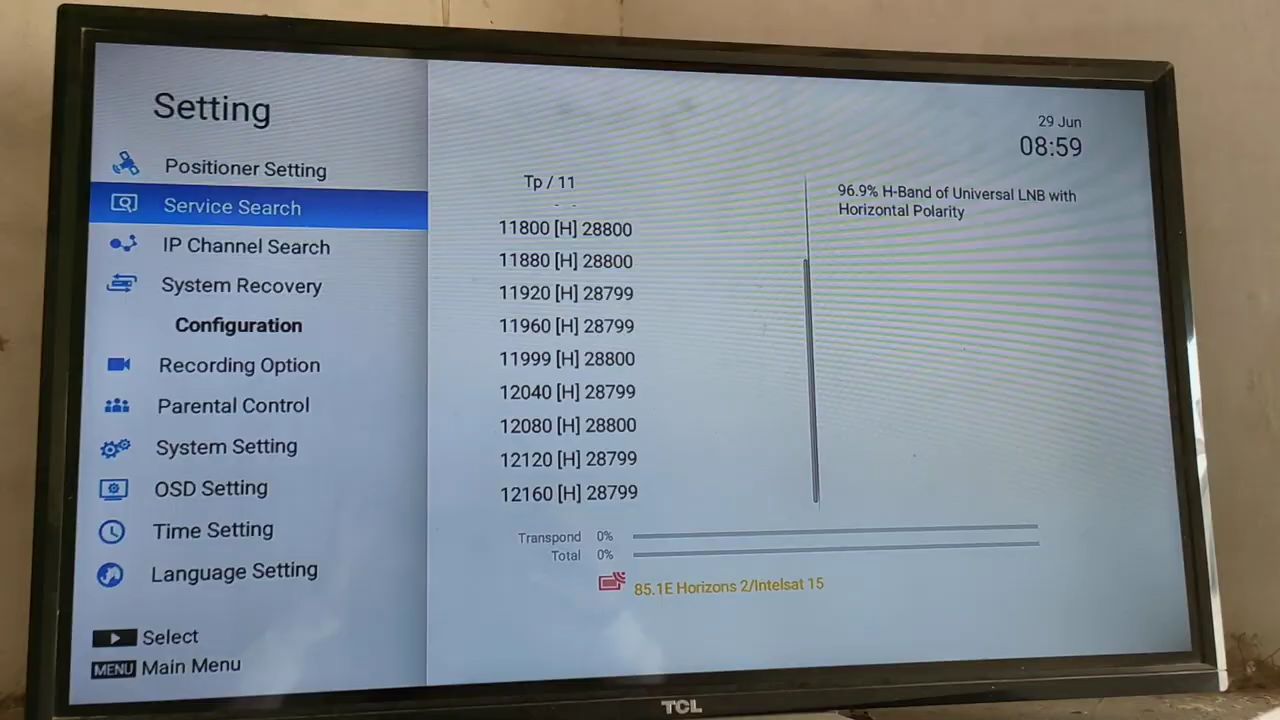 Setting
Positioner Setting
Service Search
IP Channel Search
System Recovery
Configuration
Recording Option
Parental Control
System Setting
OSD Setting
Time Setting
Language Setting
Select
MENU Main Menu
Tp / 11
11800 [H] 28800
11880 [H] 28800
11920 [H] 28799
11960 [H] 28799
11999 [H] 28800
12040 [H] 28799
12080 [H] 28800
12120 [H] 28799
12160 [H] 28799
Transpond 0%
Total 0%
85.1E Horizons 2/Intelsat 15
29 Jun
08:59
96.9% H-Band of Universal LNB with
Horizontal Polarity
TCL